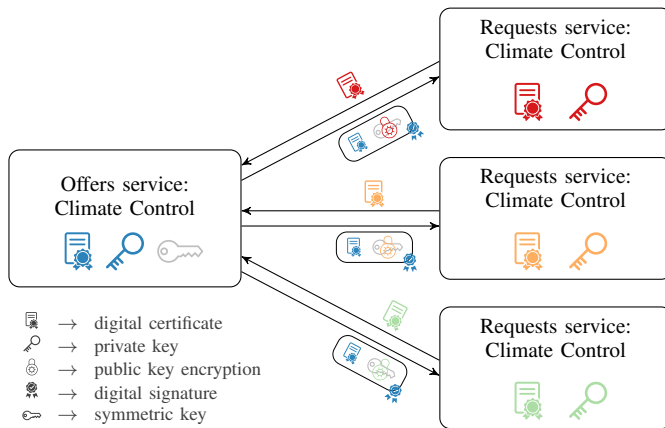 Requests service:
Climate Control
Offers service:
Climate Control
Requests service:
Climate Control
Requests service:
Climate Control
→ digital certificate
→ private key
→ public key encryption
→ digital signature
→ symmetric key